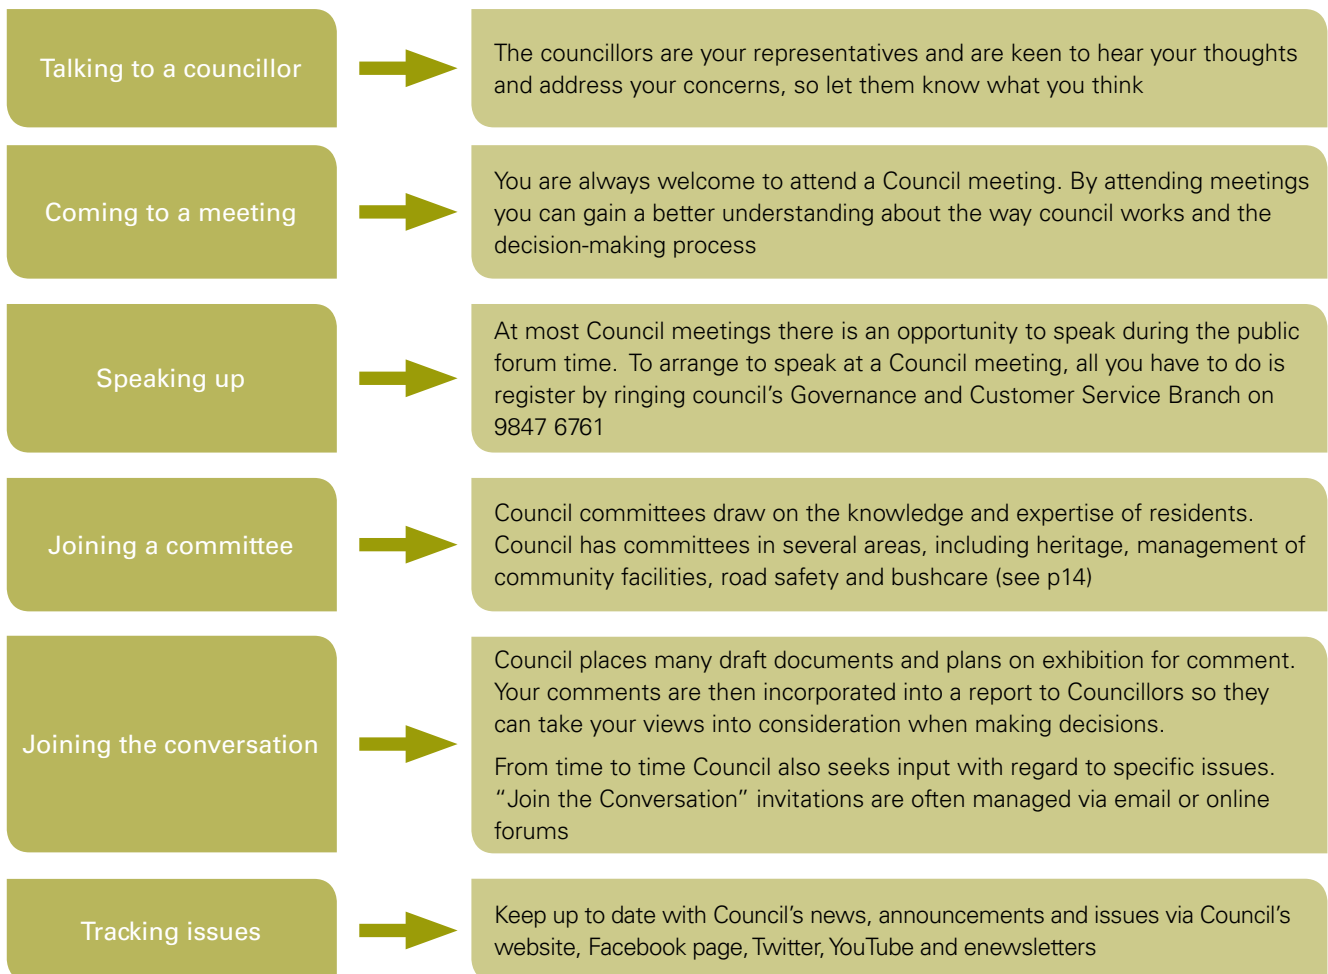 Talking to a councillor
The councillors are your representatives and are keen to hear your thoughts
and address your concerns, so let them know what you think
Coming to a meeting
You are always welcome to attend a Council meeting. By attending meetings
you can gain a better understanding about the way council works and the
decision-making process
Speaking up
At most Council meetings there is an opportunity to speak during the public
forum time. To arrange to speak at a Council meeting, all you have to do is
register by ringing council's Governance and Customer Service Branch on
9847 6761
Joining a committee
Council committees draw on the knowledge and expertise of residents.
Council has committees in several areas, including heritage, management of
community facilities, road safety and bushcare (see p14)
Joining the conversation
Council places many draft documents and plans on exhibition for comment.
Your comments are then incorporated into a report to Councillors so they
can take your views into consideration when making decisions.
From time to time Council also seeks input with regard to specific issues.
“Join the Conversation” invitations are often managed via email or online
forums
Tracking issues
Keep up to date with Council's news, announcements and issues via Council's
website, Facebook page, Twitter, YouTube and enewsletters